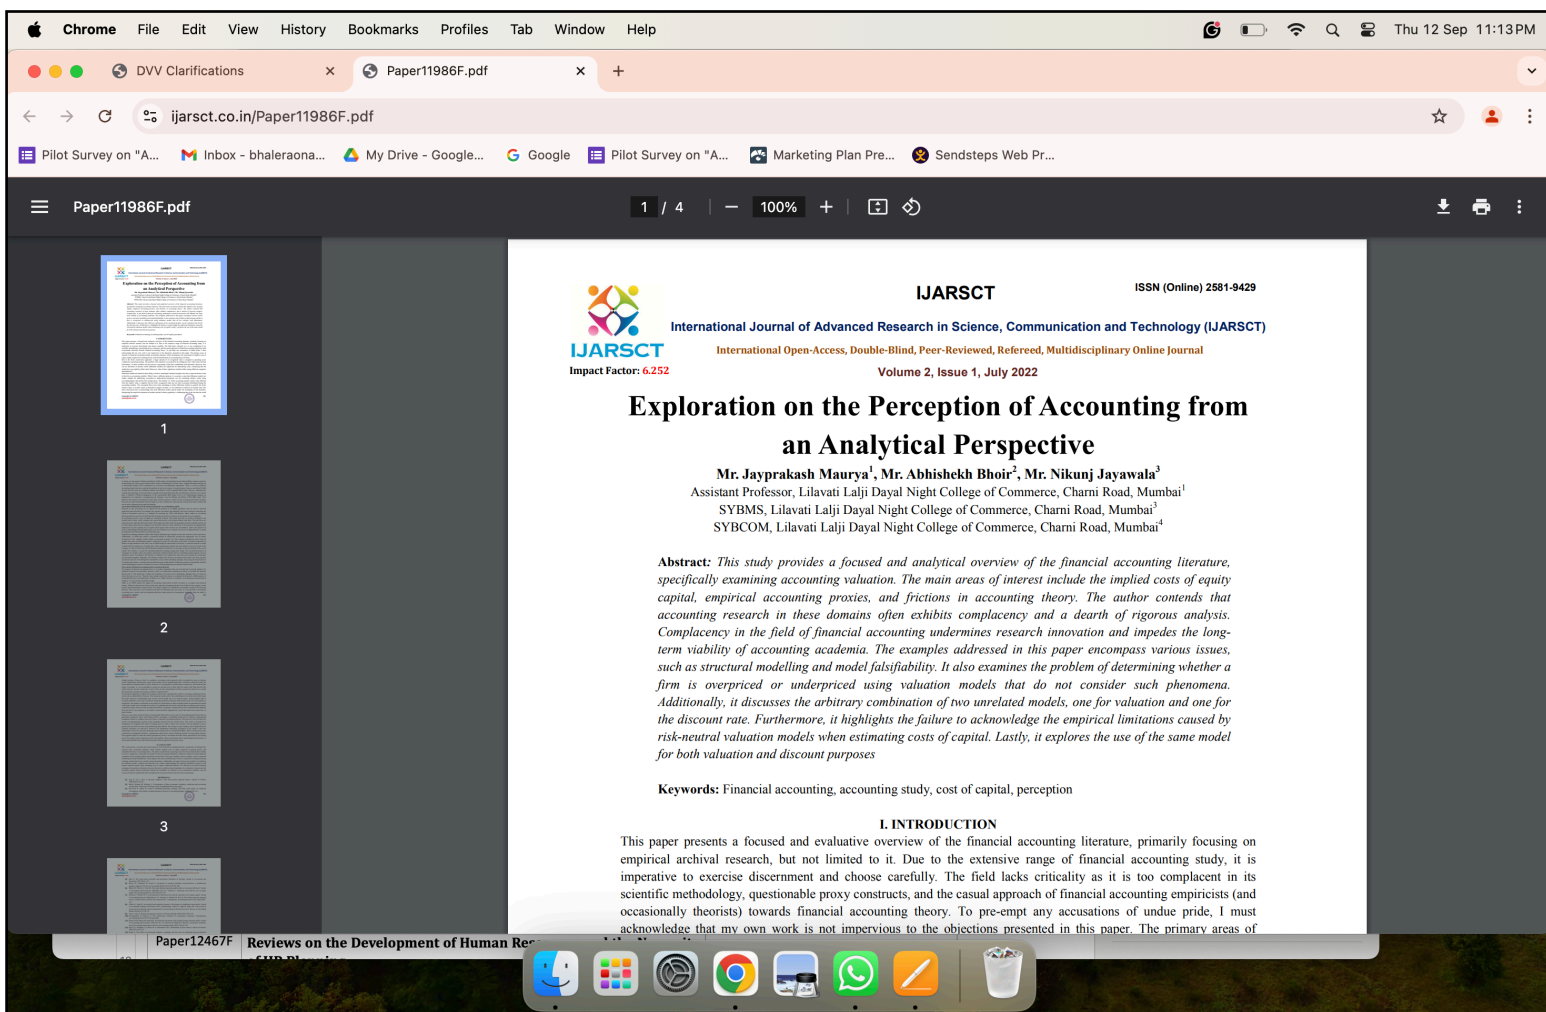 Chrome File Edit View History Bookmarks Profiles Tab Window Help Thu 12 Sep 11:13 PM
DVV Clarifications
Paper11986F.pdf
ijarsct.co.in/Paper11986F.pdf
Pilot Survey on "A... Inbox - bhaleraona... My Drive - Google... Google Pilot Survey on "A... Marketing Plan Pre... Sendsteps Web Pr...
Paper11986F.pdf
1 / 4
100%
1
2
3
IJARSCT
ISSN (Online) 2581-9429
International Journal of Advanced Research in Science, Communication and Technology (IJARSCT)
IJARSCT
International Open-Access, Double-Blind, Peer-Reviewed, Refereed, Multidisciplinary Online Journal
Impact Factor: 6.252
Volume 2, Issue 1, July 2022
Exploration on the Perception of Accounting from
an Analytical Perspective
Mr. Jayprakash Maurya1, Mr. Abhishekh Bhoir2, Mr. Nikunj Jayawala3
Assistant Professor, Lilavati Lalji Dayal Night College of Commerce, Charni Road, Mumbai1
SYBMS, Lilavati Lalji Dayal Night College of Commerce, Charni Road, Mumbai3
SYBCOM, Lilavati Lalji Dayal Night College of Commerce, Charni Road, Mumbai4
Abstract: This study provides a focused and analytical overview of the financial accounting literature,
specifically examining accounting valuation. The main areas of interest include the implied costs of equity
capital, empirical accounting proxies, and frictions in accounting theory. The author contends that
accounting research in these domains often exhibits complacency and a dearth of rigorous analysis.
Complacency in the field of financial accounting undermines research innovation and impedes the long-
term viability of accounting academia. The examples addressed in this paper encompass various issues,
such as structural modelling and model falsifiability. It also examines the problem of determining whether a
firm is overpriced or underpriced using valuation models that do not consider such phenomena.
Additionally, it discusses the arbitrary combination of two unrelated models, one for valuation and one for
the discount rate. Furthermore, it highlights the failure to acknowledge the empirical limitations caused by
risk-neutral valuation models when estimating costs of capital. Lastly, it explores the use of the same model
for both valuation and discount purposes
Keywords: Financial accounting, accounting study, cost of capital, perception
I. INTRODUCTION
This paper presents a focused and evaluative overview of the financial accounting literature, primarily focusing on
empirical archival research, but not limited to it. Due to the extensive range of financial accounting study, it is
imperative to exercise discernment and choose carefully. The field lacks criticality as it is too complacent in its
scientific methodology, questionable proxy constructs, and the casual approach of financial accounting empiricists (and
occasionally theorists) towards financial accounting theory. To pre-empt any accusations of undue pride, I must
acknowledge that my own work is not impervious to the objections presented in this paper. The primary areas of
Paper12467F Reviews on the Development of Human